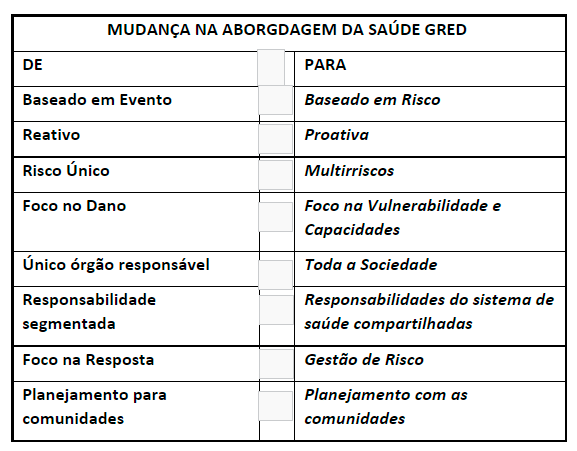 MUDANÇA NA ABORGDAGEM DA SAÚDE GRED
DE PARA
Baseado em Evento Baseado em Risco
Reativo Proativa
Risco Único Multirriscos
Foco no Dano Foco na Vulnerabilidade e
Capacidades
Único órgão responsável Toda a Sociedade
Responsabilidade Responsabilidades do sistema de
segmentada saúde compartilhadas
Foco na Resposta Gestão de Risco
Planejamento para Planejamento com as
comunidades comunidades